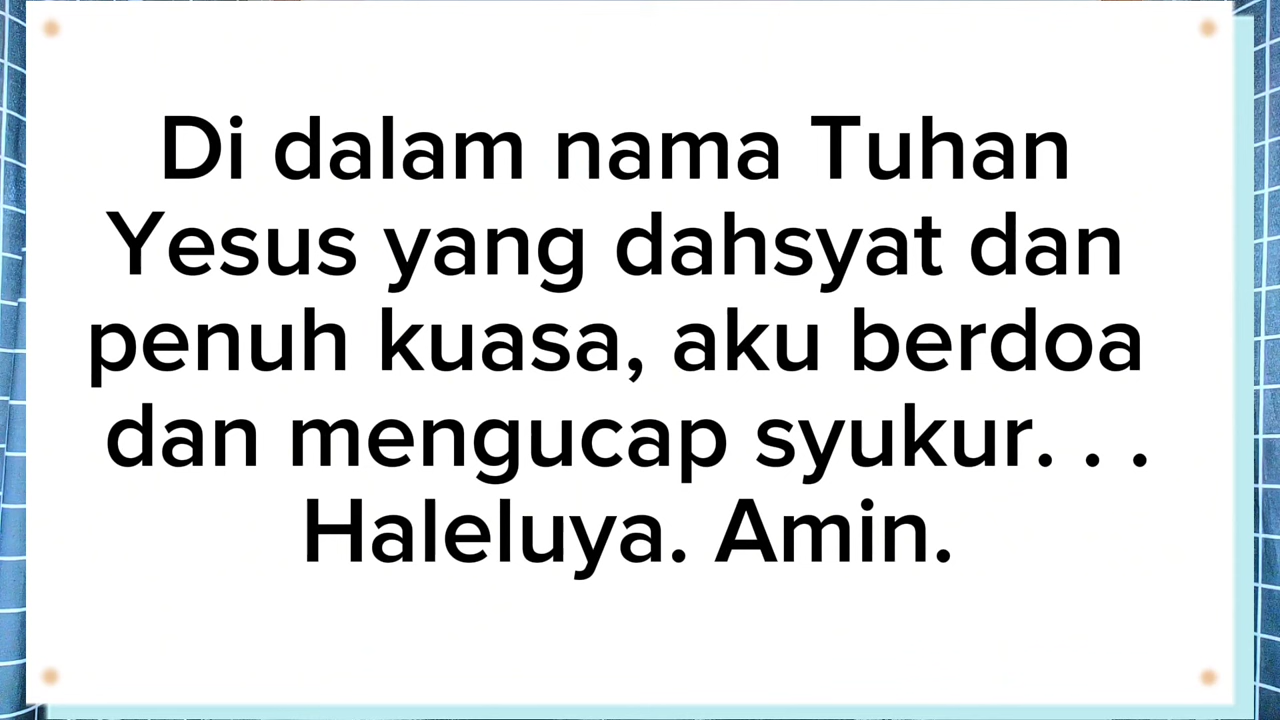 Di dalam nama Tuhan
Yesus yang dahsyat dan
penuh kuasa, aku berdoa
dan mengucap syukur. . .
Haleluya. Amin.